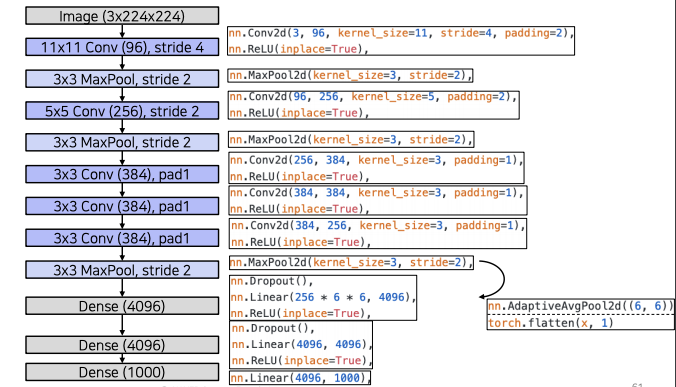 Image (3x224x224)
11x11 Conv (96), stride 4
nn.Conv2d(3, 96, kernel_size=11, stride=4, padding=2),
nn.ReLU(inplace=True),
3x3 MaxPool, stride 2
nn.MaxPool2d(kernel_size=3, stride=2),
5x5 Conv (256), stride 2
nn.Conv2d(96, 256, kernel_size=5, padding=2),
nn.ReLU(inplace=True),
3x3 MaxPool, stride 2
nn.MaxPool2d(kernel_size=3, stride=2),
3x3 Conv (384), pad1
nn.Conv2d(256, 384, kernel_size=3, padding=1),
nn.ReLU(inplace=True),
3x3 Conv (384), pad1
nn.Conv2d(384, 384, kernel_size=3, padding=1),
nn.ReLU(inplace=True),
3x3 Conv (384), pad1
nn.Conv2d(384, 256, kernel_size=3, padding=1),
nn.ReLU(inplace=True),
3x3 MaxPool, stride 2
nn.MaxPool2d(kernel_size=3, stride=2),
nn.AdaptiveAvgPool2d((6, 6))
torch.flatten(x, 1)
Dense (4096)
nn.Dropout(),
nn.Linear(256 * 6 * 6, 4096),
nn.ReLU(inplace=True),
Dense (4096)
nn.Dropout(),
nn.Linear(4096, 4096),
nn.ReLU(inplace=True),
Dense (1000)
nn.Linear(4096, 1000),